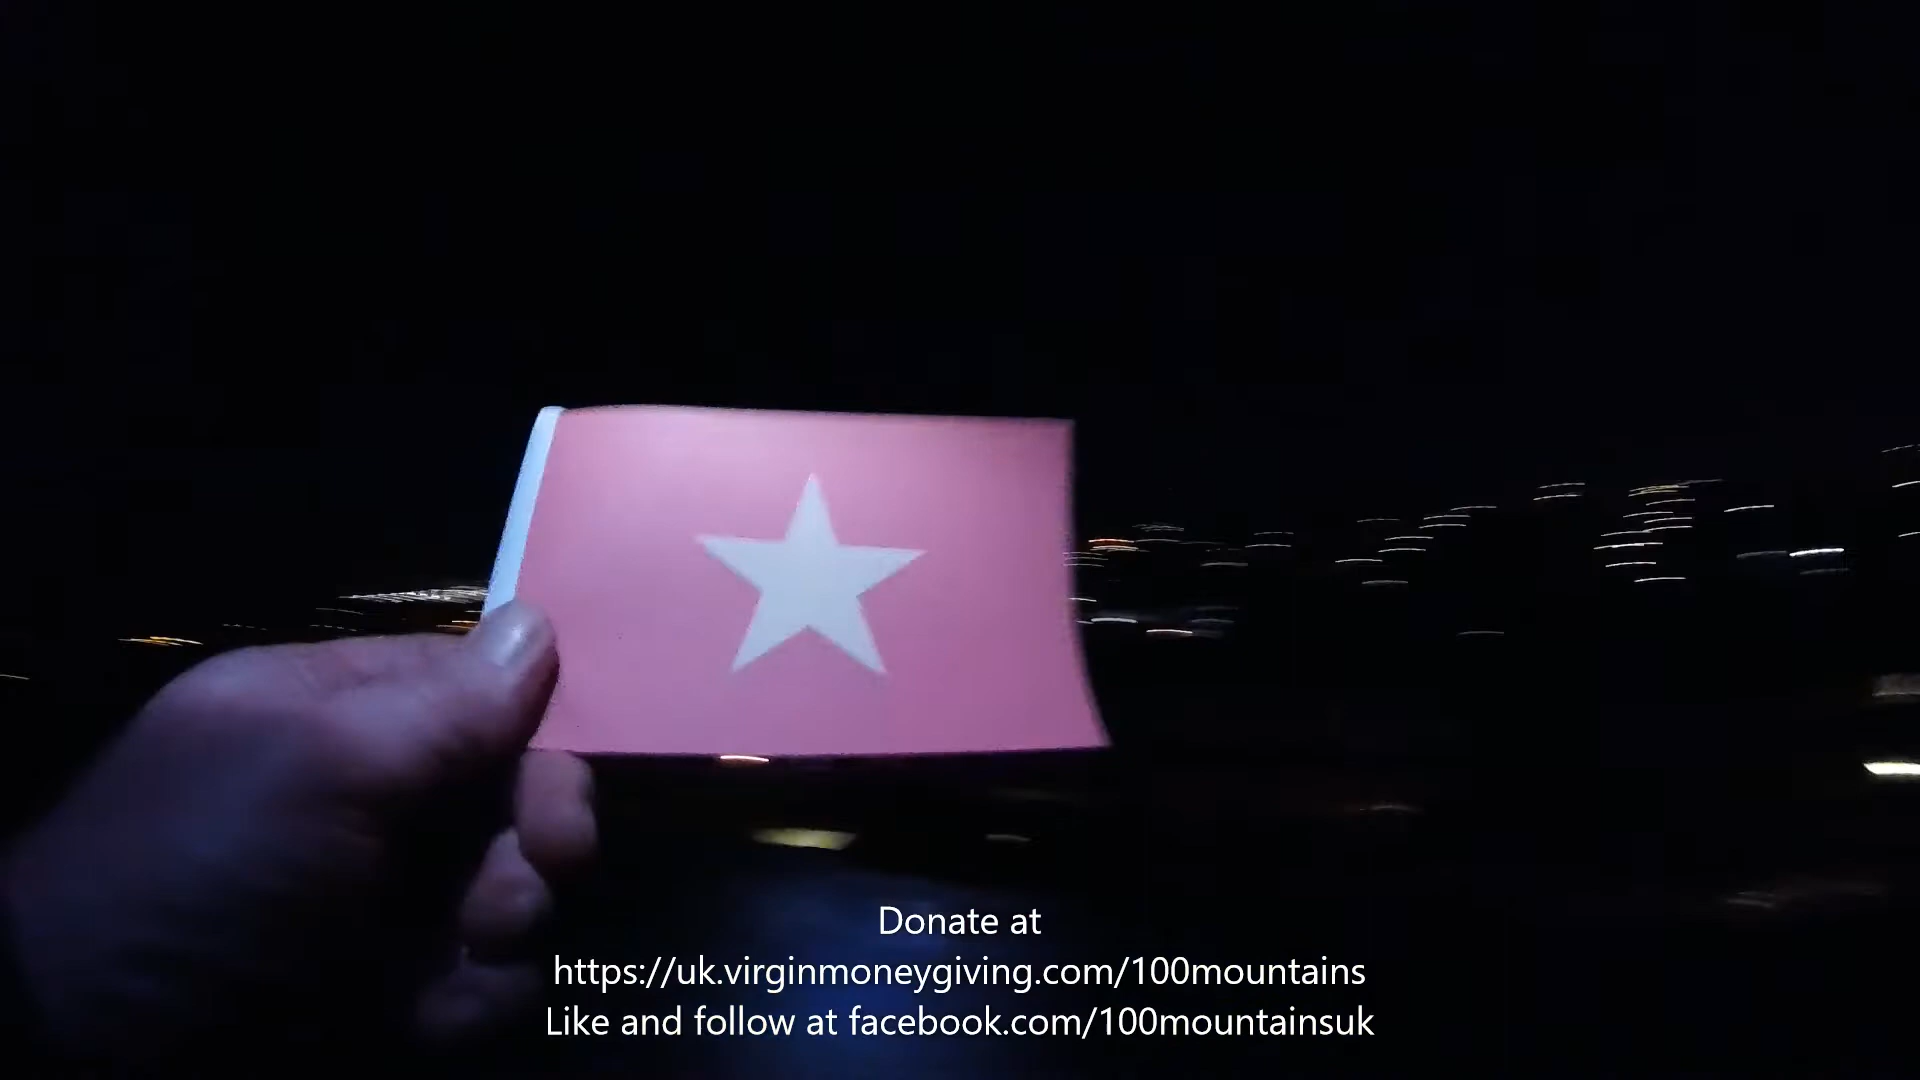 Donate at
https://uk.virginmoneygiving.com/100mountains
Like and follow at facebook.com/100mountainsuk